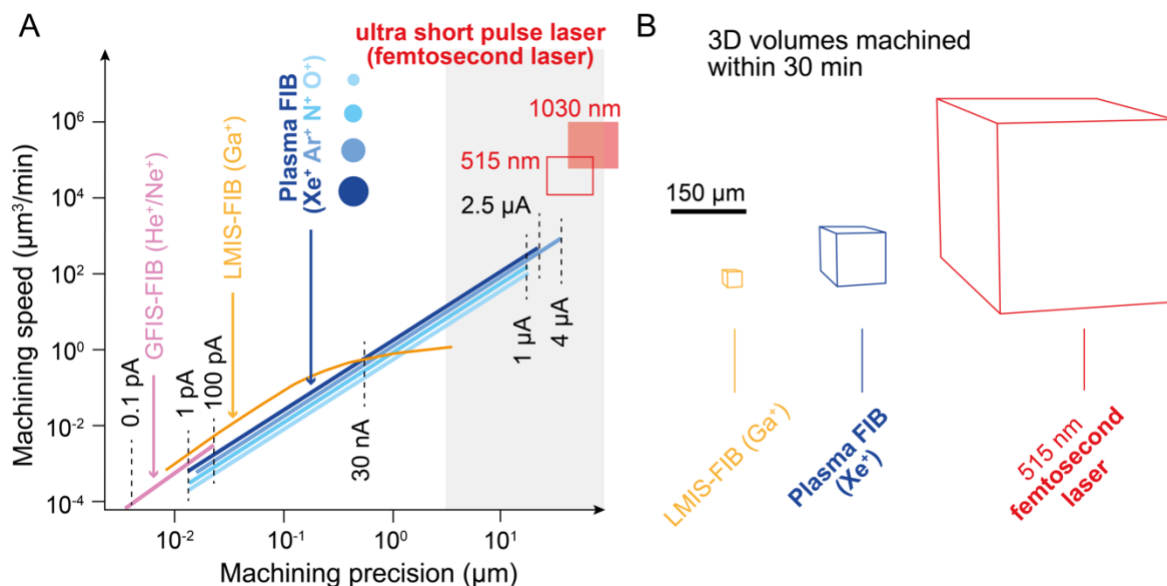 A
ultra short pulse laser
(femtosecond laser)
1030 nm
515 nm
Plasma FIB
(Xe⁺ Ar⁺ N⁺ O⁺)
LMIS-FIB (Ga⁺)
GFIS-FIB (He⁺/Ne⁺)
0.1 pA
1 pA
100 pA
30 nA
2.5 µA
1 µA
4 µA
Machining speed (µm³/min)
10⁶
10⁴
10²
10⁰
10⁻²
10⁻⁴
10⁻²
10⁻¹
10⁰
10¹
Machining precision (µm)
B
3D volumes machined
within 30 min
150 µm
LMIS-FIB (Ga⁺)
Plasma FIB
(Xe⁺)
515 nm
femtosecond
laser